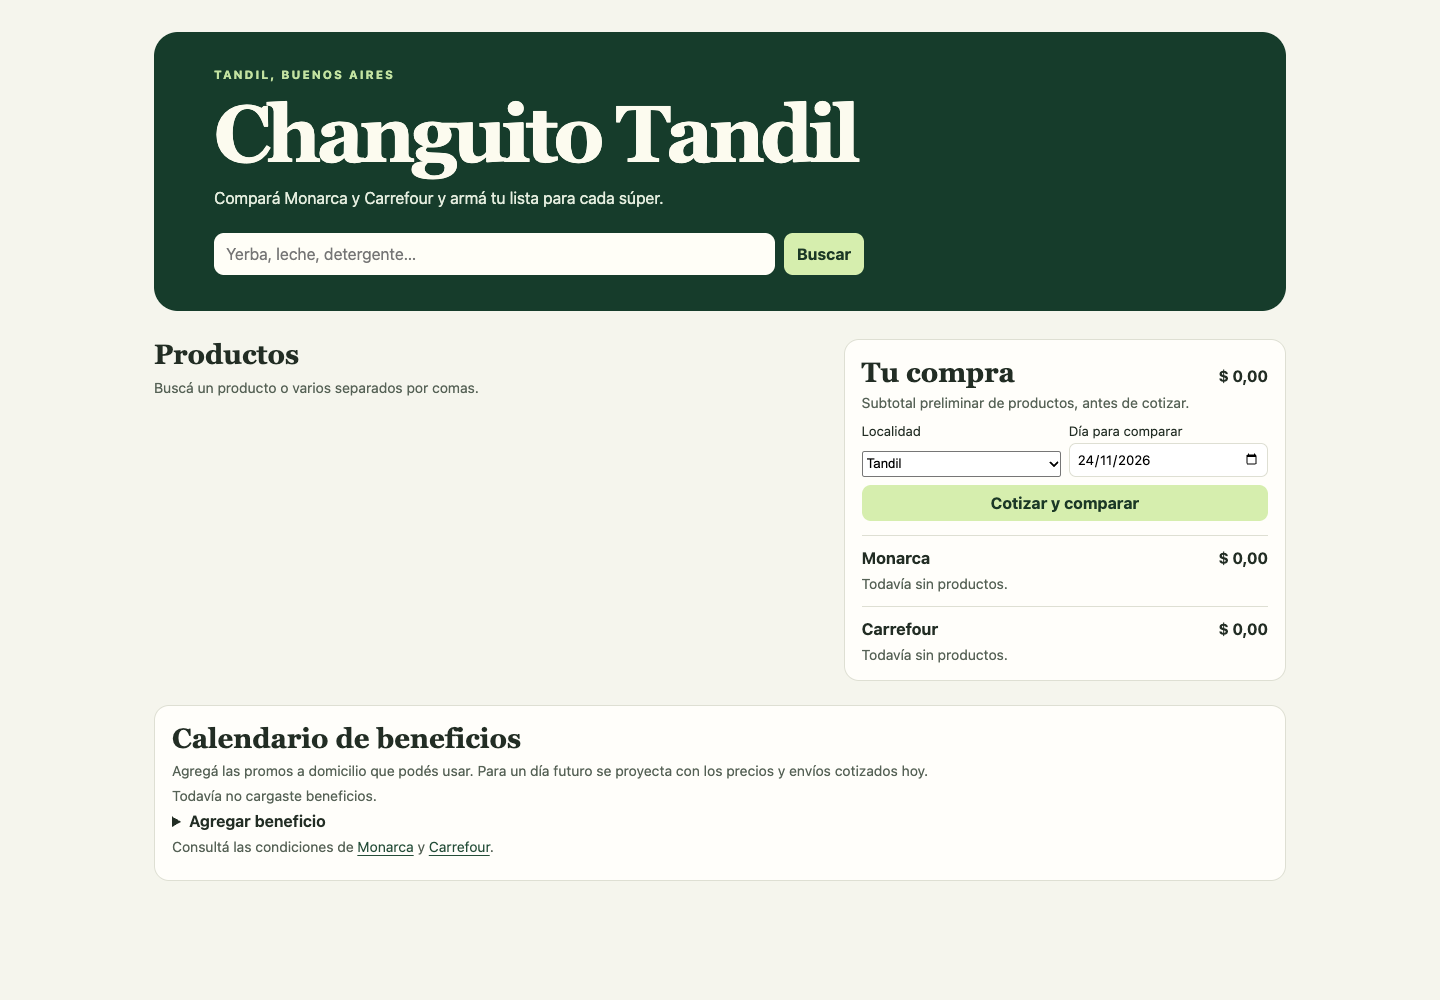 TANDIL, BUENOS AIRES
Changuito Tandil
Compará Monarca y Carrefour y armá tu lista para cada súper.
Yerba, leche, detergente...
Buscar
Productos
Buscá un producto o varios separados por comas.
Tu compra
$ 0,00
Subtotal preliminar de productos, antes de cotizar.
Localidad
Día para comparar
Tandil
24/11/2026
Cotizar y comparar
Monarca
$ 0,00
Todavía sin productos.
Carrefour
$ 0,00
Todavía sin productos.
Calendario de beneficios
Agregá las promos a domicilio que podés usar. Para un día futuro se proyecta con los precios y envíos cotizados hoy.
Todavía no cargaste beneficios.
Agregar beneficio
Consultá las condiciones de Monarca y Carrefour.